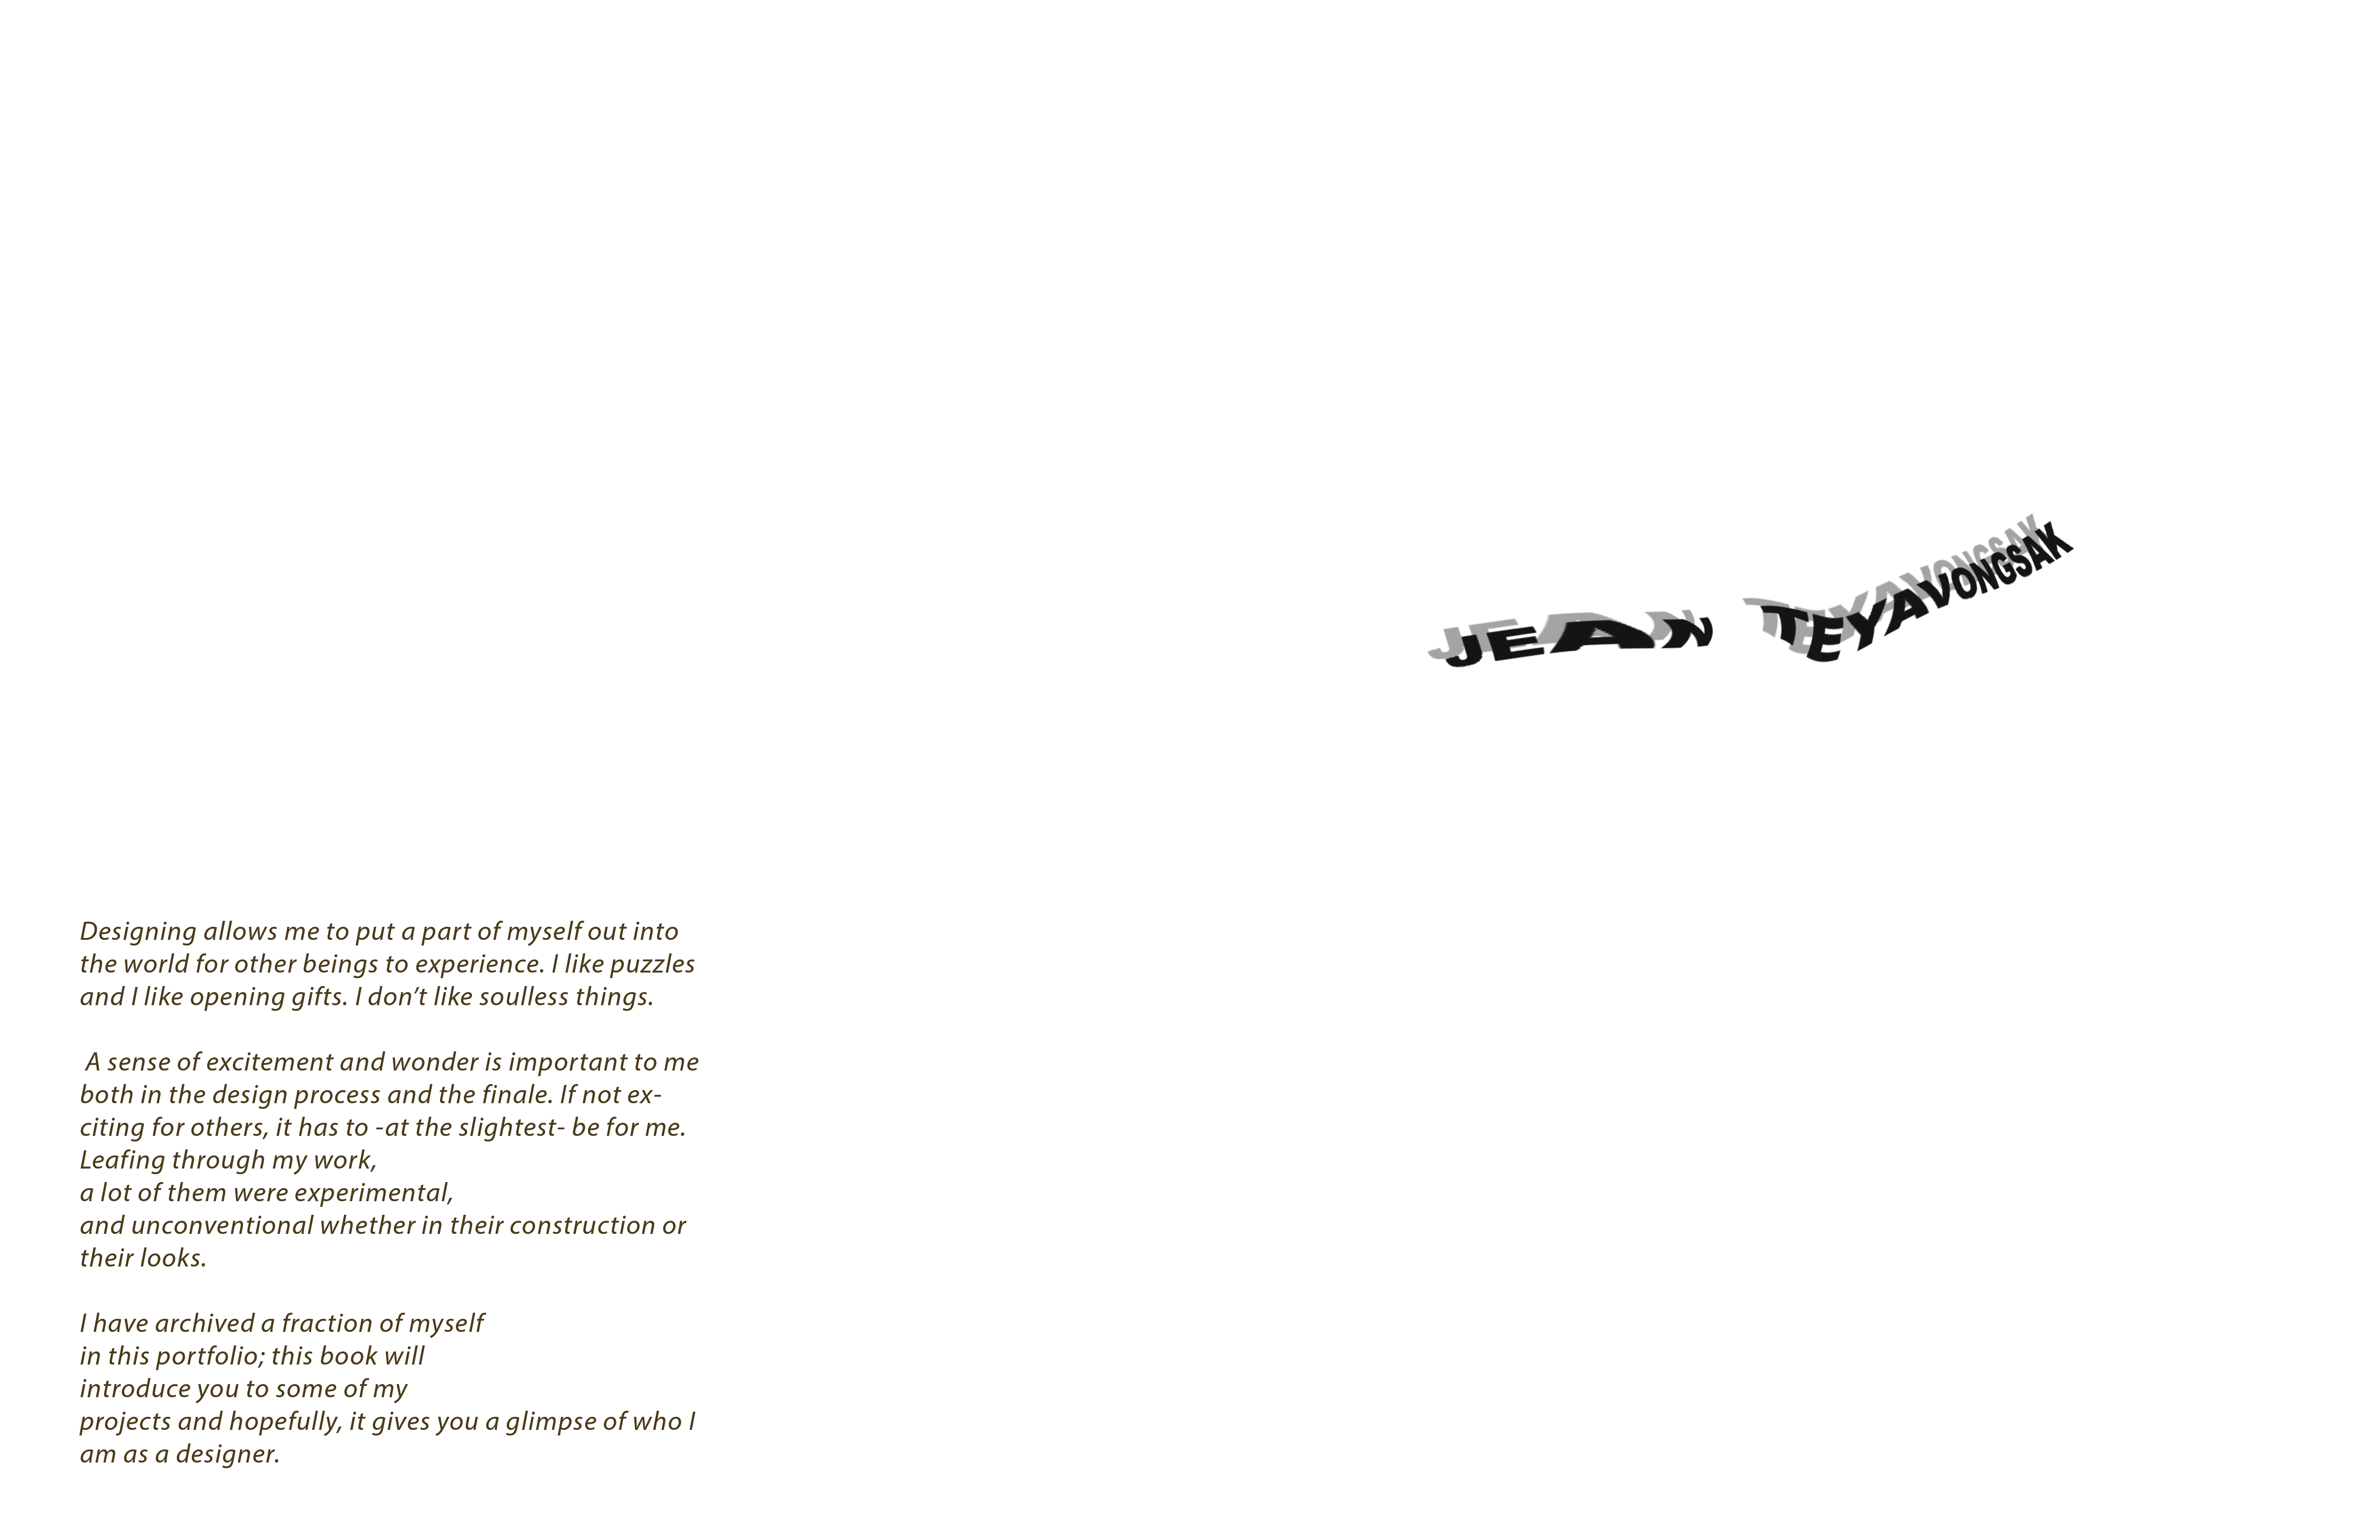 Designing allows me to put a part of myself out into
the world for other beings to experience. I like puzzles
and I like opening gifts. I don’t like soulless things.
A sense of excitement and wonder is important to me
both in the design process and the finale. If not ex-
citing for others, it has to -at the slightest- be for me.
Leafing through my work,
a lot of them were experimental,
and unconventional whether in their construction or
their looks.
I have archived a fraction of myself
in this portfolio; this book will
introduce you to some of my
projects and hopefully, it gives you a glimpse of who I
am as a designer.
JEAN TEYAVONGSAK